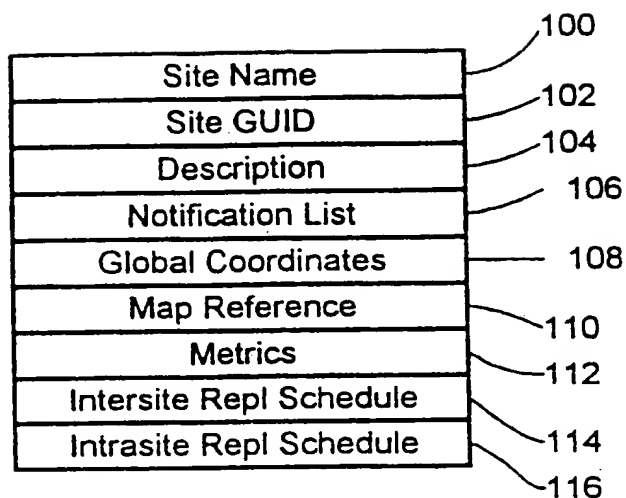 100
Site Name
102
Site GUID
104
Description
106
Notification List
108
Global Coordinates
110
Map Reference
112
Metrics
114
Intersite Repl Schedule
116
Intrasite Repl Schedule